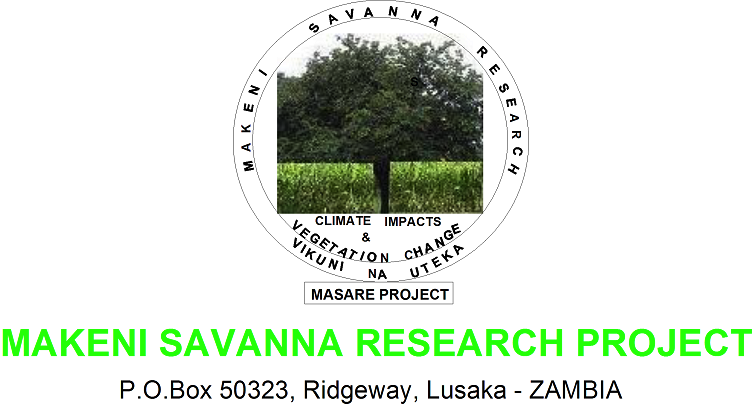 MAKENI SAVANNA RESEARCH
CLIMATE IMPACTS
&
VEGETATION CHANGE
VIKUNI NA UTEKA
MASARE PROJECT
MAKENI SAVANNA RESEARCH PROJECT
P.O.Box 50323, Ridgeway, Lusaka - ZAMBIA